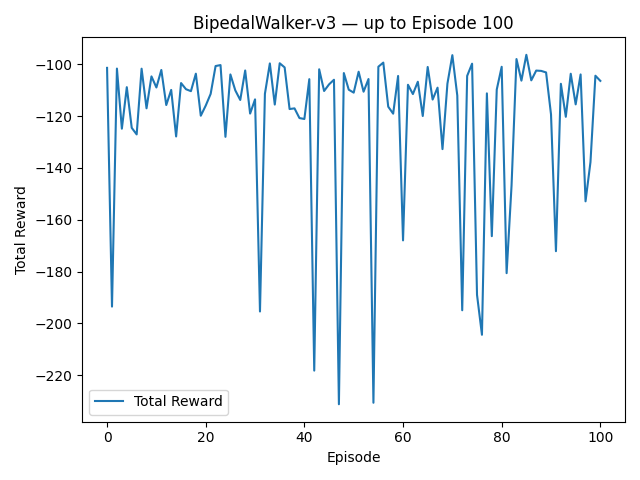 BipedalWalker-v3 — up to Episode 100
Total Reward
−100
−120
−140
−160
−180
−200
−220
Total Reward
0 20 40 60 80 100
Episode